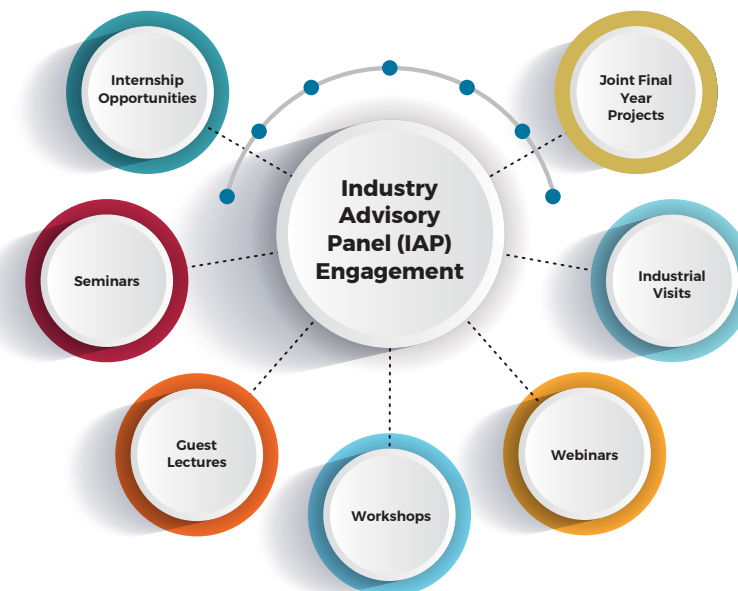 Internship
Opportunities
Joint Final
Year
Projects
Industry
Advisory
Panel (IAP)
Engagement
Seminars
Industrial
Visits
Guest
Lectures
Webinars
Workshops